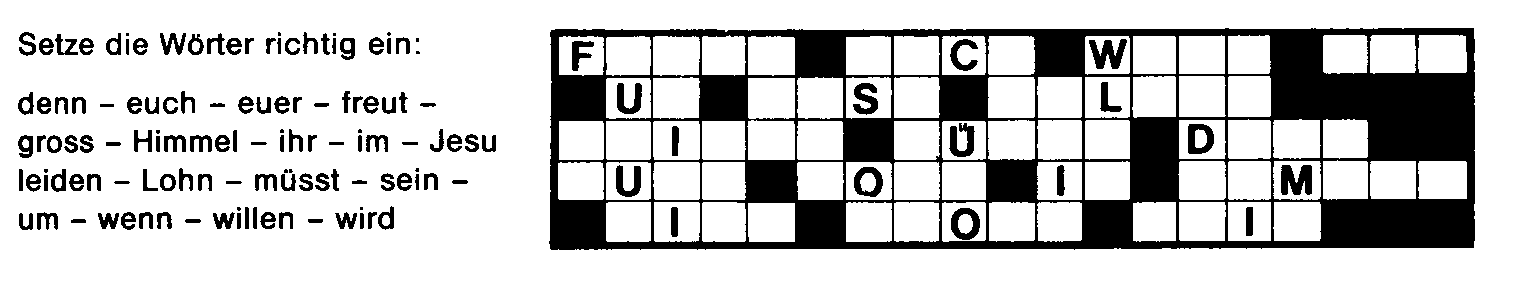 Setze die Wörter richtig ein:
denn – euch – euer – freut –
gross – Himmel – ihr – im – Jesu
leiden – Lohn – müsst – sein –
um – wenn – willen – wird
F C W
U S L
I Ü D
U O I M
I O I